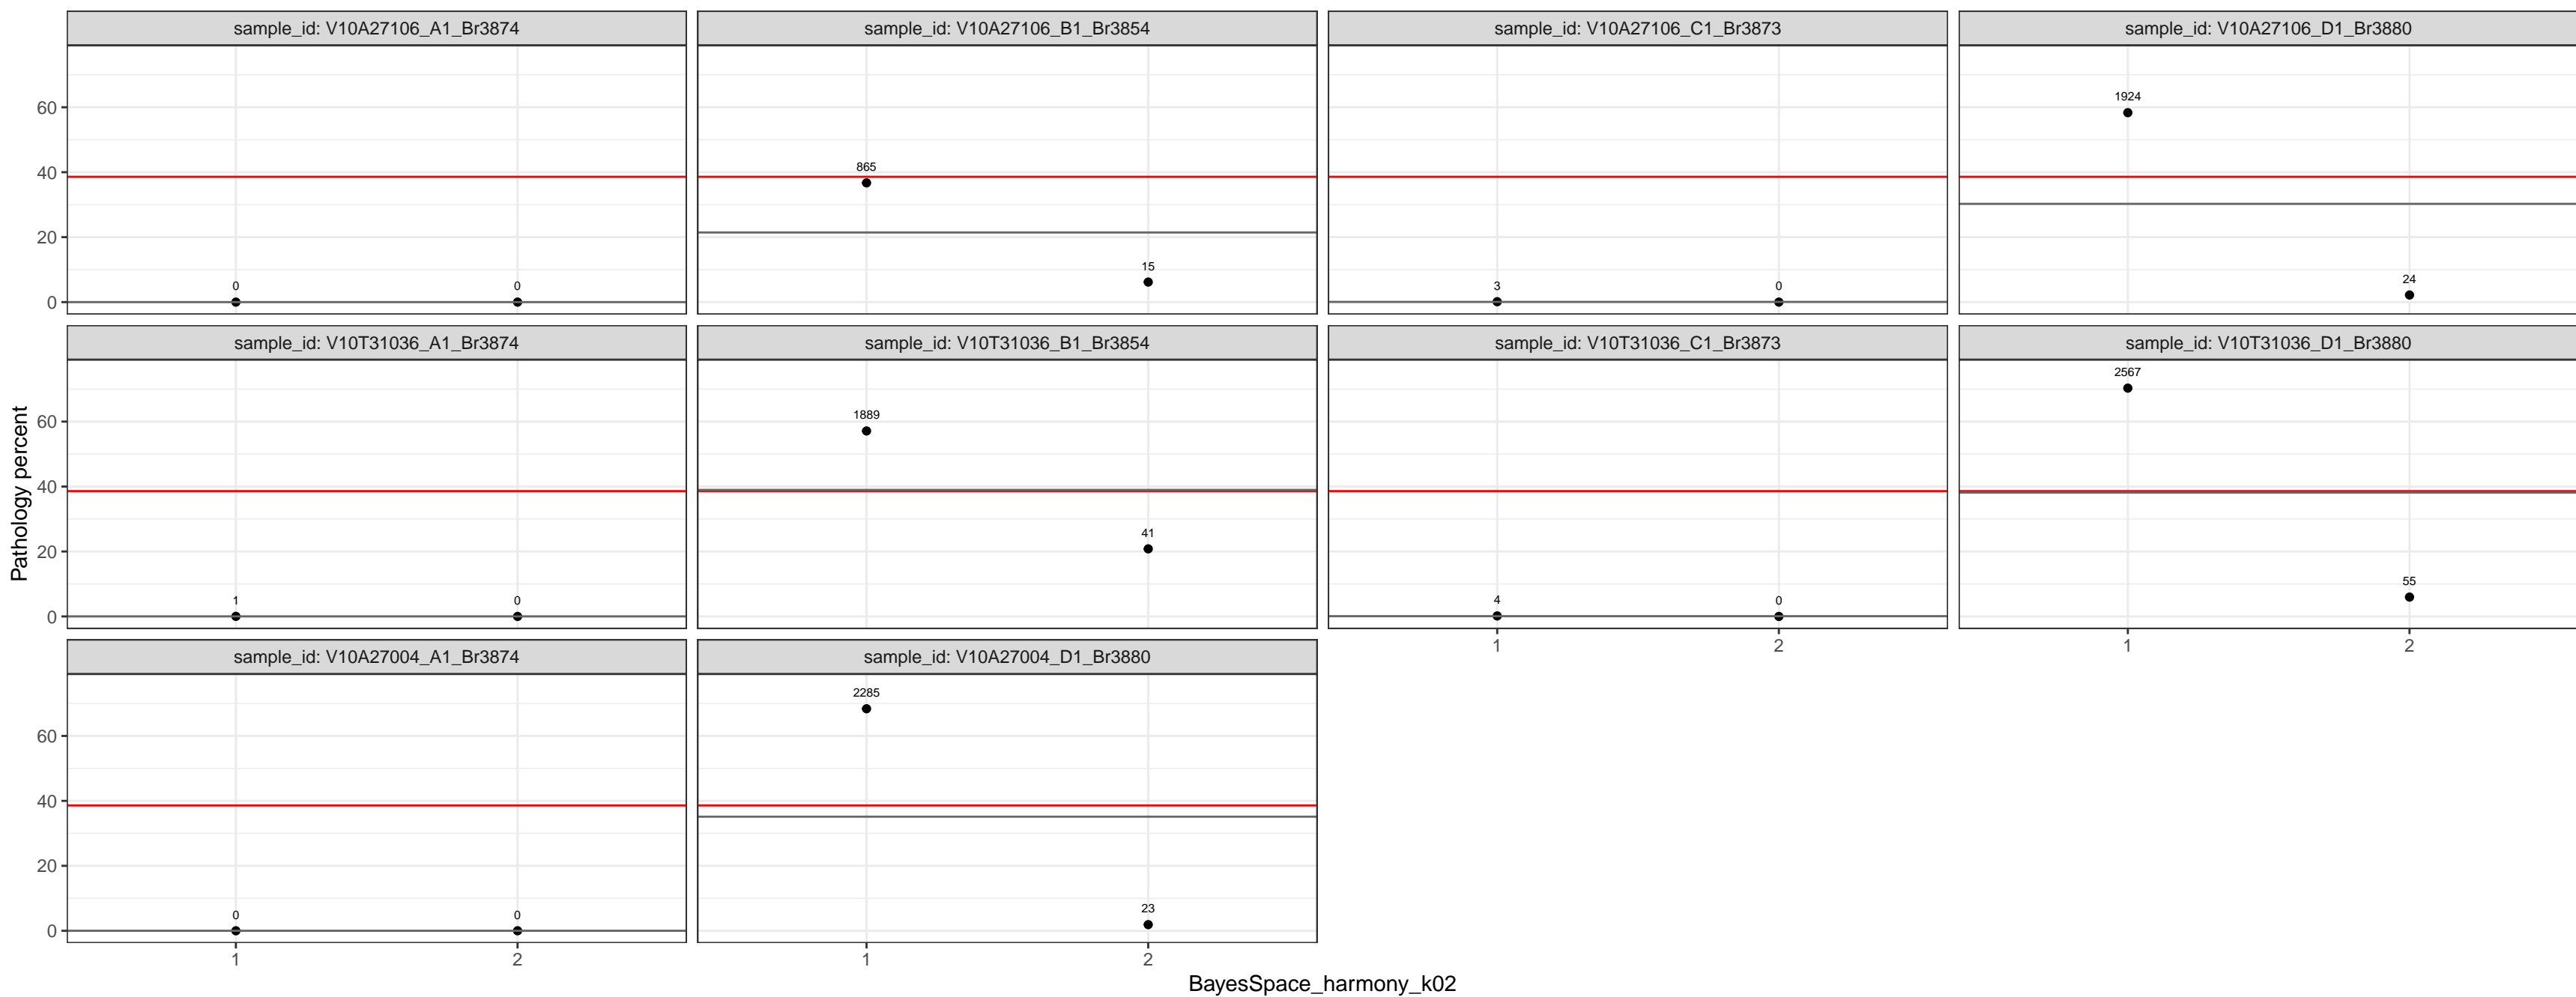 sample_id: V10A27106_A1_Br3874
sample_id: V10A27106_B1_Br3854
sample_id: V10A27106_C1_Br3873
sample_id: V10A27106_D1_Br3880
60
40
20
0
0 0
865
15
3 0
1924
24
sample_id: V10T31036_A1_Br3874
sample_id: V10T31036_B1_Br3854
sample_id: V10T31036_C1_Br3873
sample_id: V10T31036_D1_Br3880
Pathology percent
60
40
20
0
1 0
1889
41
4 0
2567
55
1 2
1 2
sample_id: V10A27004_A1_Br3874
sample_id: V10A27004_D1_Br3880
60
40
20
0
0 0
2285
23
1 2
1 2
BayesSpace_harmony_k02